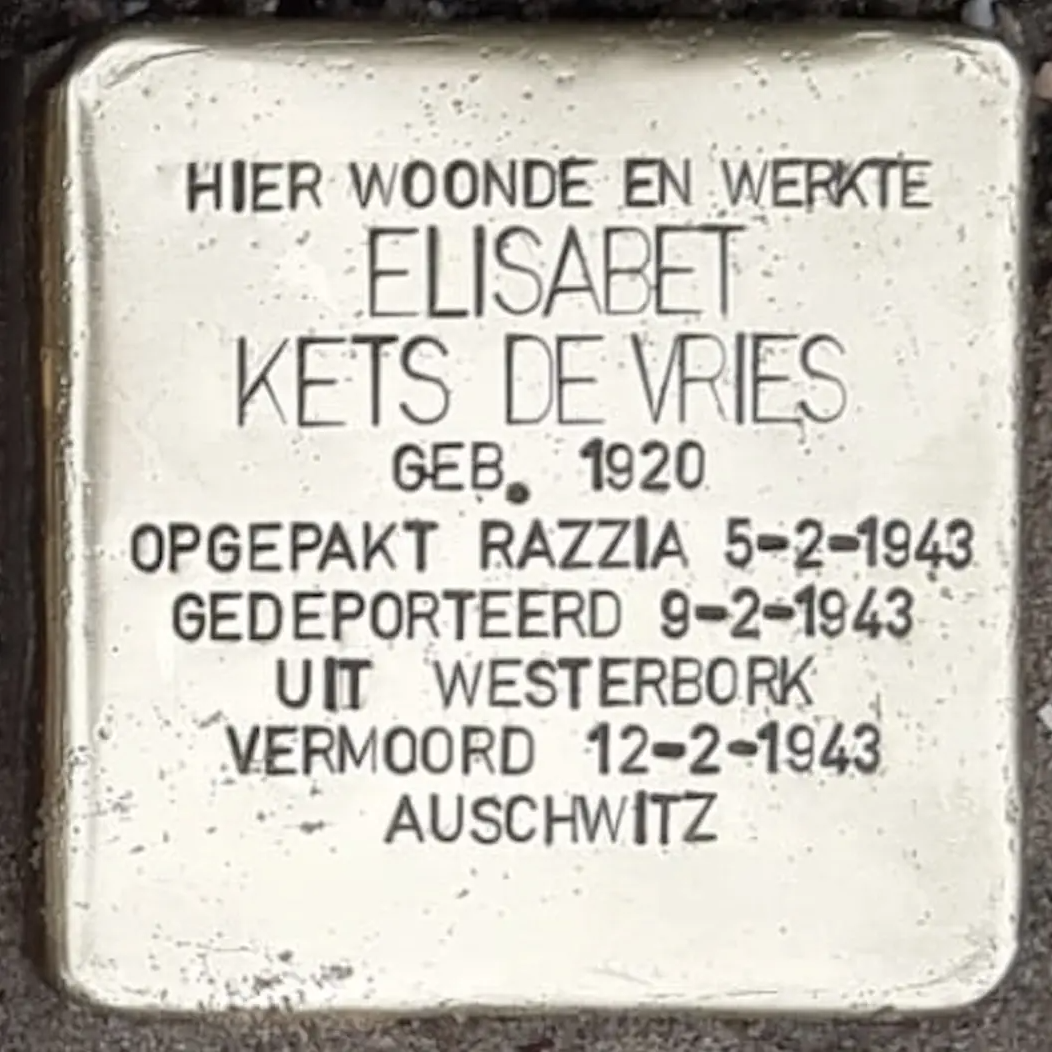 HIER WOONDE EN WERKTE
ELISABET
KETS DE VRIES
GEB. 1920
OPGEPAKT RAZZIA 5-2-1943
GEDEPORTEERD 9-2-1943
UIT WESTERBORK
VERMOORD 12-2-1943
AUSCHWITZ